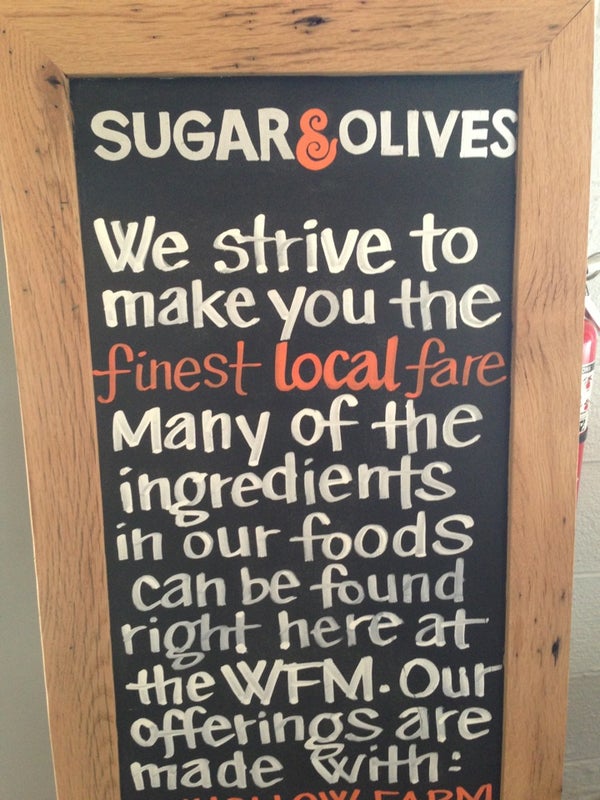 SUGAR & OLIVES
We strive to
make you the
finest local fare
Many of the
ingredients
in our foods
can be found
right here at
the WFM. Our
offerings are
made with:
FARM